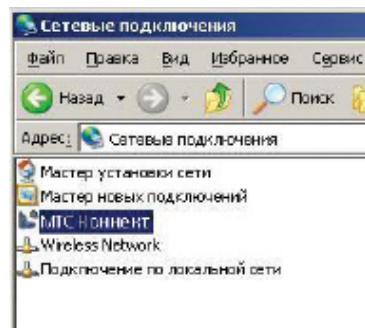 Сетевые подключения
Файл Правка Вид Избранное Сервис
Назад Поиск
Адрес: Сетевые подключения
Мастер установки сети
Мастер новых подключений
МТС Коннект
Wireless Network
Подключение по локальной сети